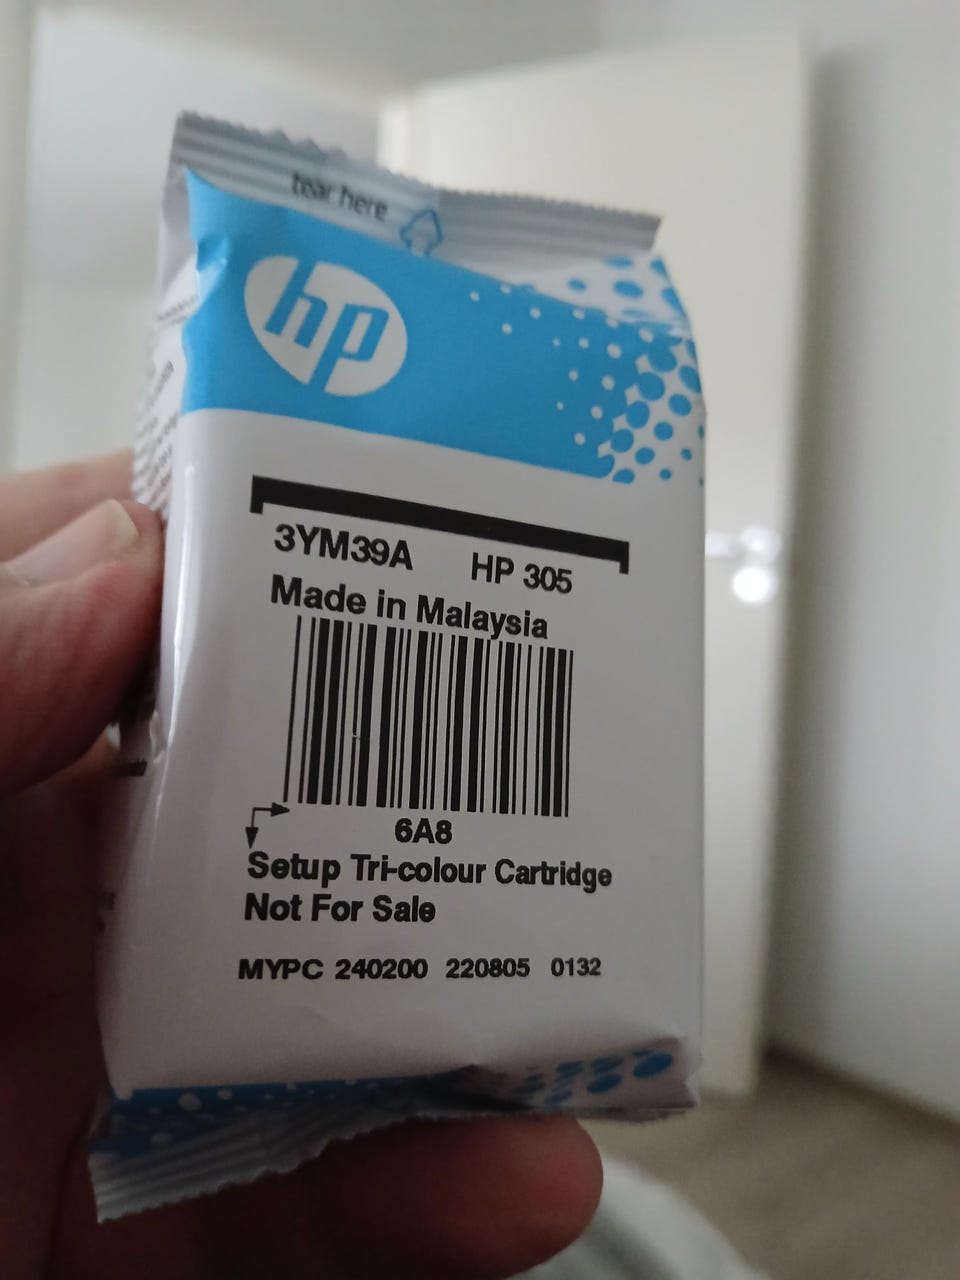 tear here
hp
3YM39A HP 305
Made in Malaysia
6A8
Setup Tri-colour Cartridge
Not For Sale
MYPC 240200 220805 0132